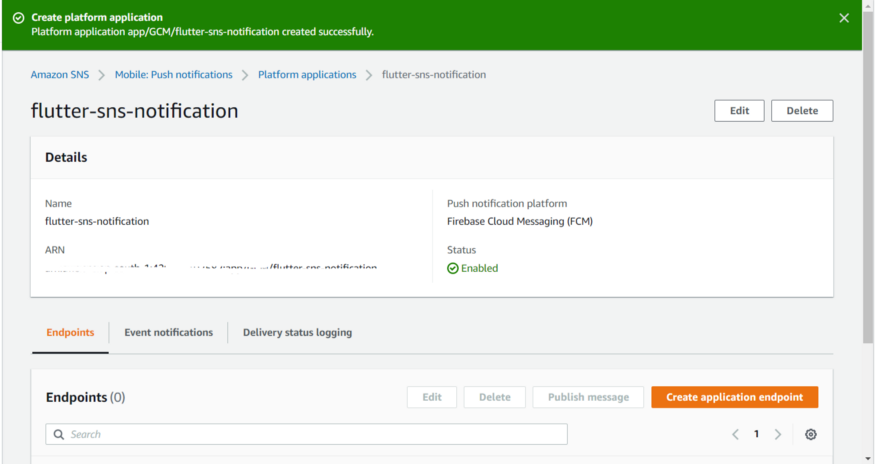 Create platform application
Platform application app/GCM/flutter-sns-notification created successfully.
Amazon SNS > Mobile: Push notifications > Platform applications > flutter-sns-notification
flutter-sns-notification
Edit Delete
Details
Name
flutter-sns-notification
ARN
/flutter-sns-notification
Push notification platform
Firebase Cloud Messaging (FCM)
Status
Enabled
Endpoints Event notifications Delivery status logging
Endpoints (0)
Edit Delete Publish message Create application endpoint
Search
1